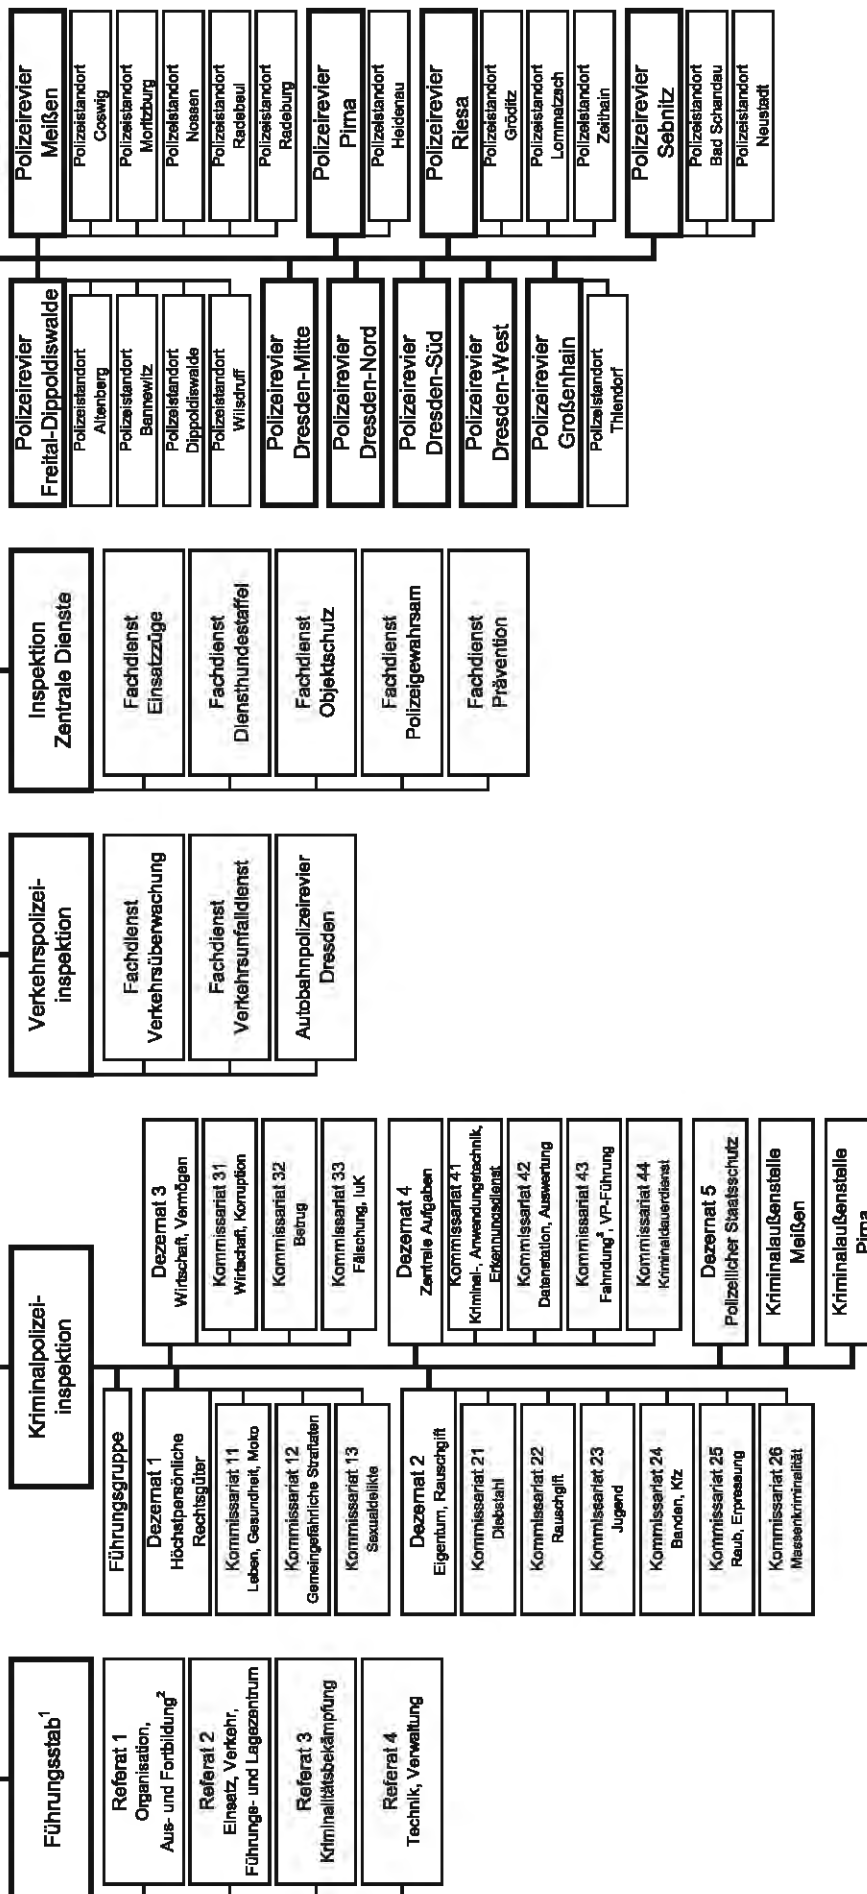 Führungsstab¹
Referat 1
Organisation,
Aus- und Fortbildung²
Referat 2
Einsatz, Verkehr,
Führungs- und Lagezentrum
Referat 3
Kriminalitätsbekämpfung
Referat 4
Technik, Verwaltung
Kriminalpolizei-
inspektion
Führungsgruppe
Dezernat 1
Höchstpersönliche
Rechtsgüter
Kommissariat 11
Leben, Gesundheit, Moko
Kommissariat 12
Gemeingefährliche Straftaten
Kommissariat 13
Sexualdelikte
Dezernat 2
Eigentum, Rauschgift
Kommissariat 21
Diebstahl
Kommissariat 22
Rauschgift
Kommissariat 23
Jugend
Kommissariat 24
Banden, Kfz
Kommissariat 25
Raub, Erpressung
Kommissariat 26
Massenkriminalität
Dezernat 3
Wirtschaft, Vermögen
Kommissariat 31
Wirtschaft, Korruption
Kommissariat 32
Betrug
Kommissariat 33
Fälschung, IuK
Dezernat 4
Zentrale Aufgaben
Kommissariat 41
Kriminal-, Anwendungstechnik,
Erkennungsdienst
Kommissariat 42
Datenstation, Auswertung
Kommissariat 43
Fahndung³, VP-Führung
Kommissariat 44
Kriminaldauerdienst
Dezernat 5
Polizeilicher Staatsschutz
Kriminalaußenstelle
Meißen
Kriminalaußenstelle
Pirna
Verkehrspolizei-
inspektion
Fachdienst
Verkehrsüberwachung
Fachdienst
Verkehrsunfalldienst
Autobahnpolizeirevier
Dresden
Inspektion
Zentrale Dienste
Fachdienst
Einsatzzüge
Fachdienst
Diensthundestaffel
Fachdienst
Objektschutz
Fachdienst
Polizeigewahrsam
Fachdienst
Prävention
Polizeirevier
Freital-Dippoldiswalde
Polizeistandort
Altenberg
Polizeistandort
Bannewitz
Polizeistandort
Dippoldiswalde
Polizeistandort
Wilsdruff
Polizeirevier
Dresden-Mitte
Polizeirevier
Dresden-Nord
Polizeirevier
Dresden-Süd
Polizeirevier
Dresden-West
Polizeirevier
Großenhain
Polizeistandort
Thiendorf
Polizeirevier
Meißen
Polizeistandort
Coswig
Polizeistandort
Moritzburg
Polizeistandort
Nossen
Polizeistandort
Radebeul
Polizeistandort
Radeburg
Polizeirevier
Pirna
Polizeistandort
Heidenau
Polizeirevier
Riesa
Polizeistandort
Gröditz
Polizeistandort
Lommatzsch
Polizeistandort
Zeithain
Polizeirevier
Sebnitz
Polizeistandort
Bad Schandau
Polizeistandort
Neustadt